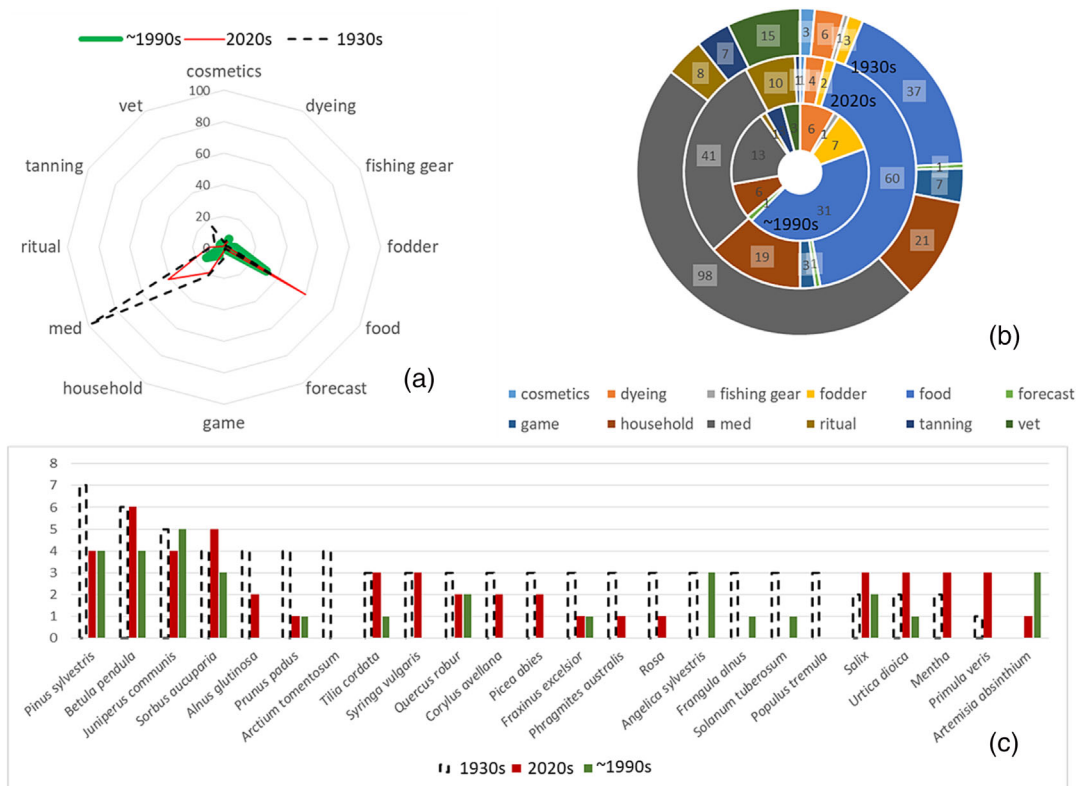 (a)
~1990s 2020s 1930s
cosmetics
dyeing
fishing gear
fodder
food
forecast
game
household
med
ritual
tanning
vet
100
80
60
40
20
0
3 6 1 3 37 1 7 21 98 8 7 15
1930s
1 4 2 60 1 3 19 41 10 1
2020s
6 1 7 31 1 6 13 1
~1990s
(b)
cosmetics dyeing fishing gear fodder food forecast
game household med ritual tanning vet
8
7
6
5
4
3
2
1
0
Pinus sylvestris
Betula pendula
Juniperus communis
Sorbus aucuparia
Alnus glutinosa
Prunus padus
Arctium tomentosum
Tilia cordata
Syringa vulgaris
Quercus robur
Corylus avellana
Picea abies
Fraxinus excelsior
Phragmites australis
Rosa
Angelica sylvestris
Frangula alnus
Solanum tuberosum
Populus tremula
Salix
Urtica dioica
Mentha
Primula veris
Artemisia absinthium
(c)
1930s 2020s ~1990s